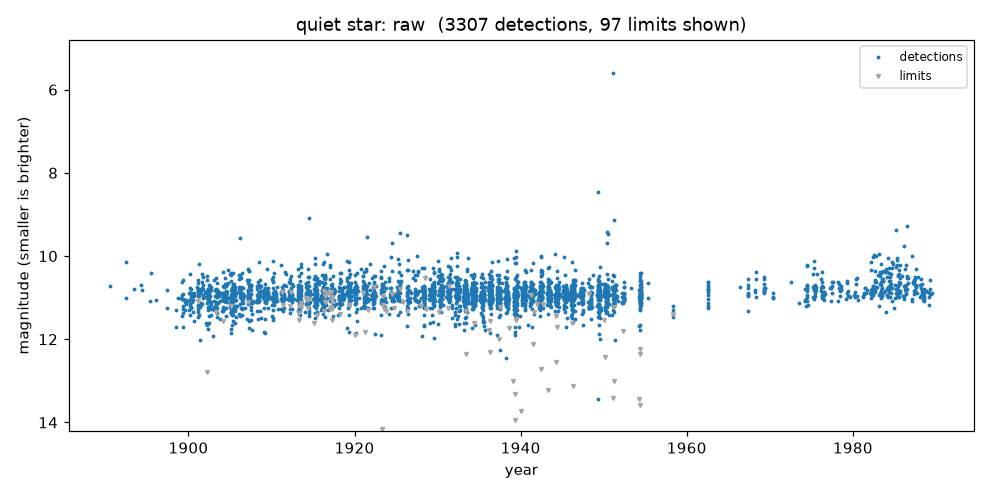 quiet star: raw  (3307 detections, 97 limits shown)
detections
limits
magnitude (smaller is brighter)
6
8
10
12
14
1900
1920
1940
1960
1980
year